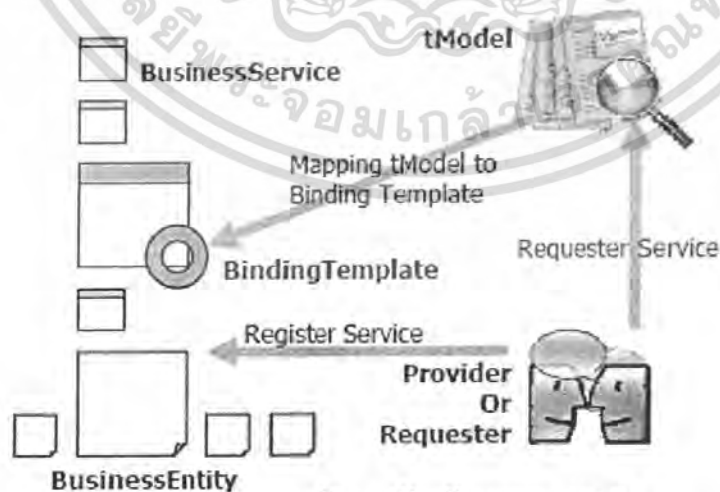 tModel
BusinessService
Mapping tModel to
Binding Template
Requester Service
BindingTemplate
Register Service
Provider
Or
Requester
BusinessEntity